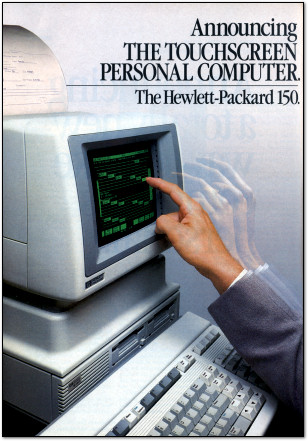 Announcing
THE TOUCHSCREEN
PERSONAL COMPUTER
The Hewlett-Packard 150.